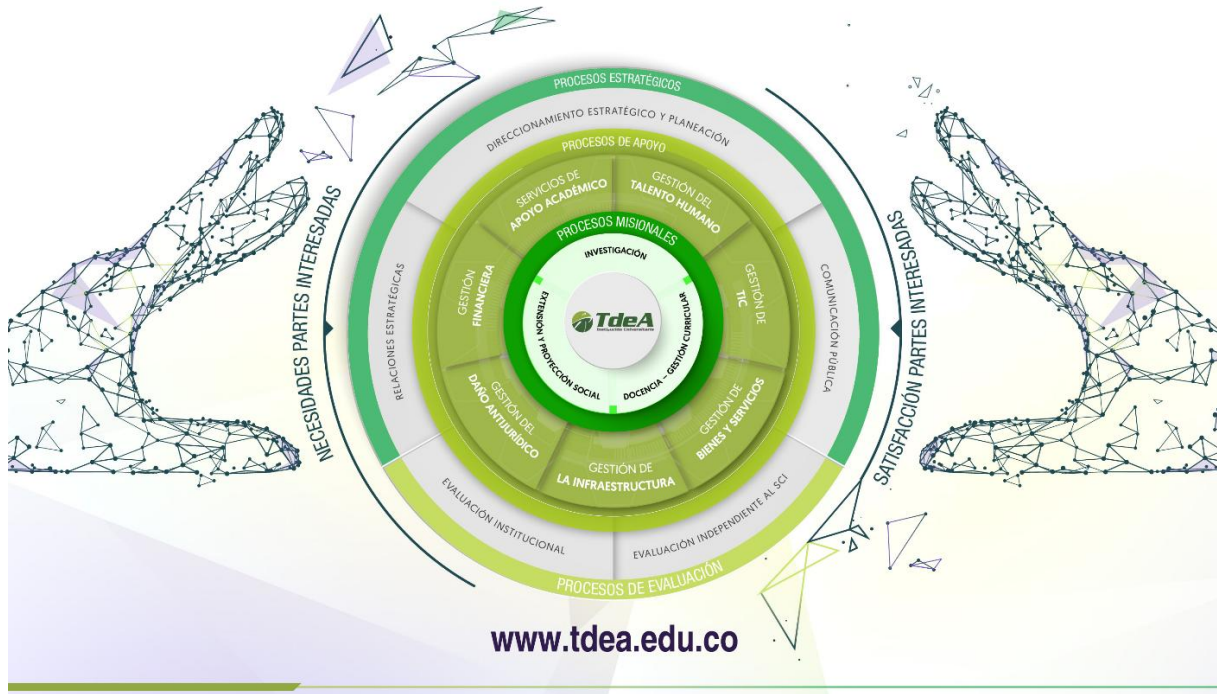 PROCESOS ESTRATÉGICOS
DIRECCIONAMIENTO ESTRATÉGICO Y PLANEACIÓN
PROCESOS DE APOYO
SERVICIOS DE
APOYO ACADÉMICO
GESTIÓN DEL
TALENTO HUMANO
PROCESOS MISIONALES
INVESTIGACIÓN
NECESIDADES PARTES INTERESADAS
RELACIONES ESTRATÉGICAS
GESTIÓN
FINANCIERA
EXTENSIÓN Y PROTECCIÓN SOCIAL
TdeA
Institución Universitaria
DOCENCIA – GESTIÓN CURRICULAR
GESTIÓN DE
TIC
COMUNICACIÓN PÚBLICA
SATISFACCIÓN PARTES INTERESADAS
GESTIÓN DEL
DAÑO ANTIJURÍDICO
GESTIÓN DE
LA INFRAESTRUCTURA
GESTIÓN DE
BIENES Y SERVICIOS
EVALUACIÓN INSTITUCIONAL
EVALUACIÓN INDEPENDIENTE AL SCI
PROCESOS DE EVALUACIÓN
www.tdea.edu.co